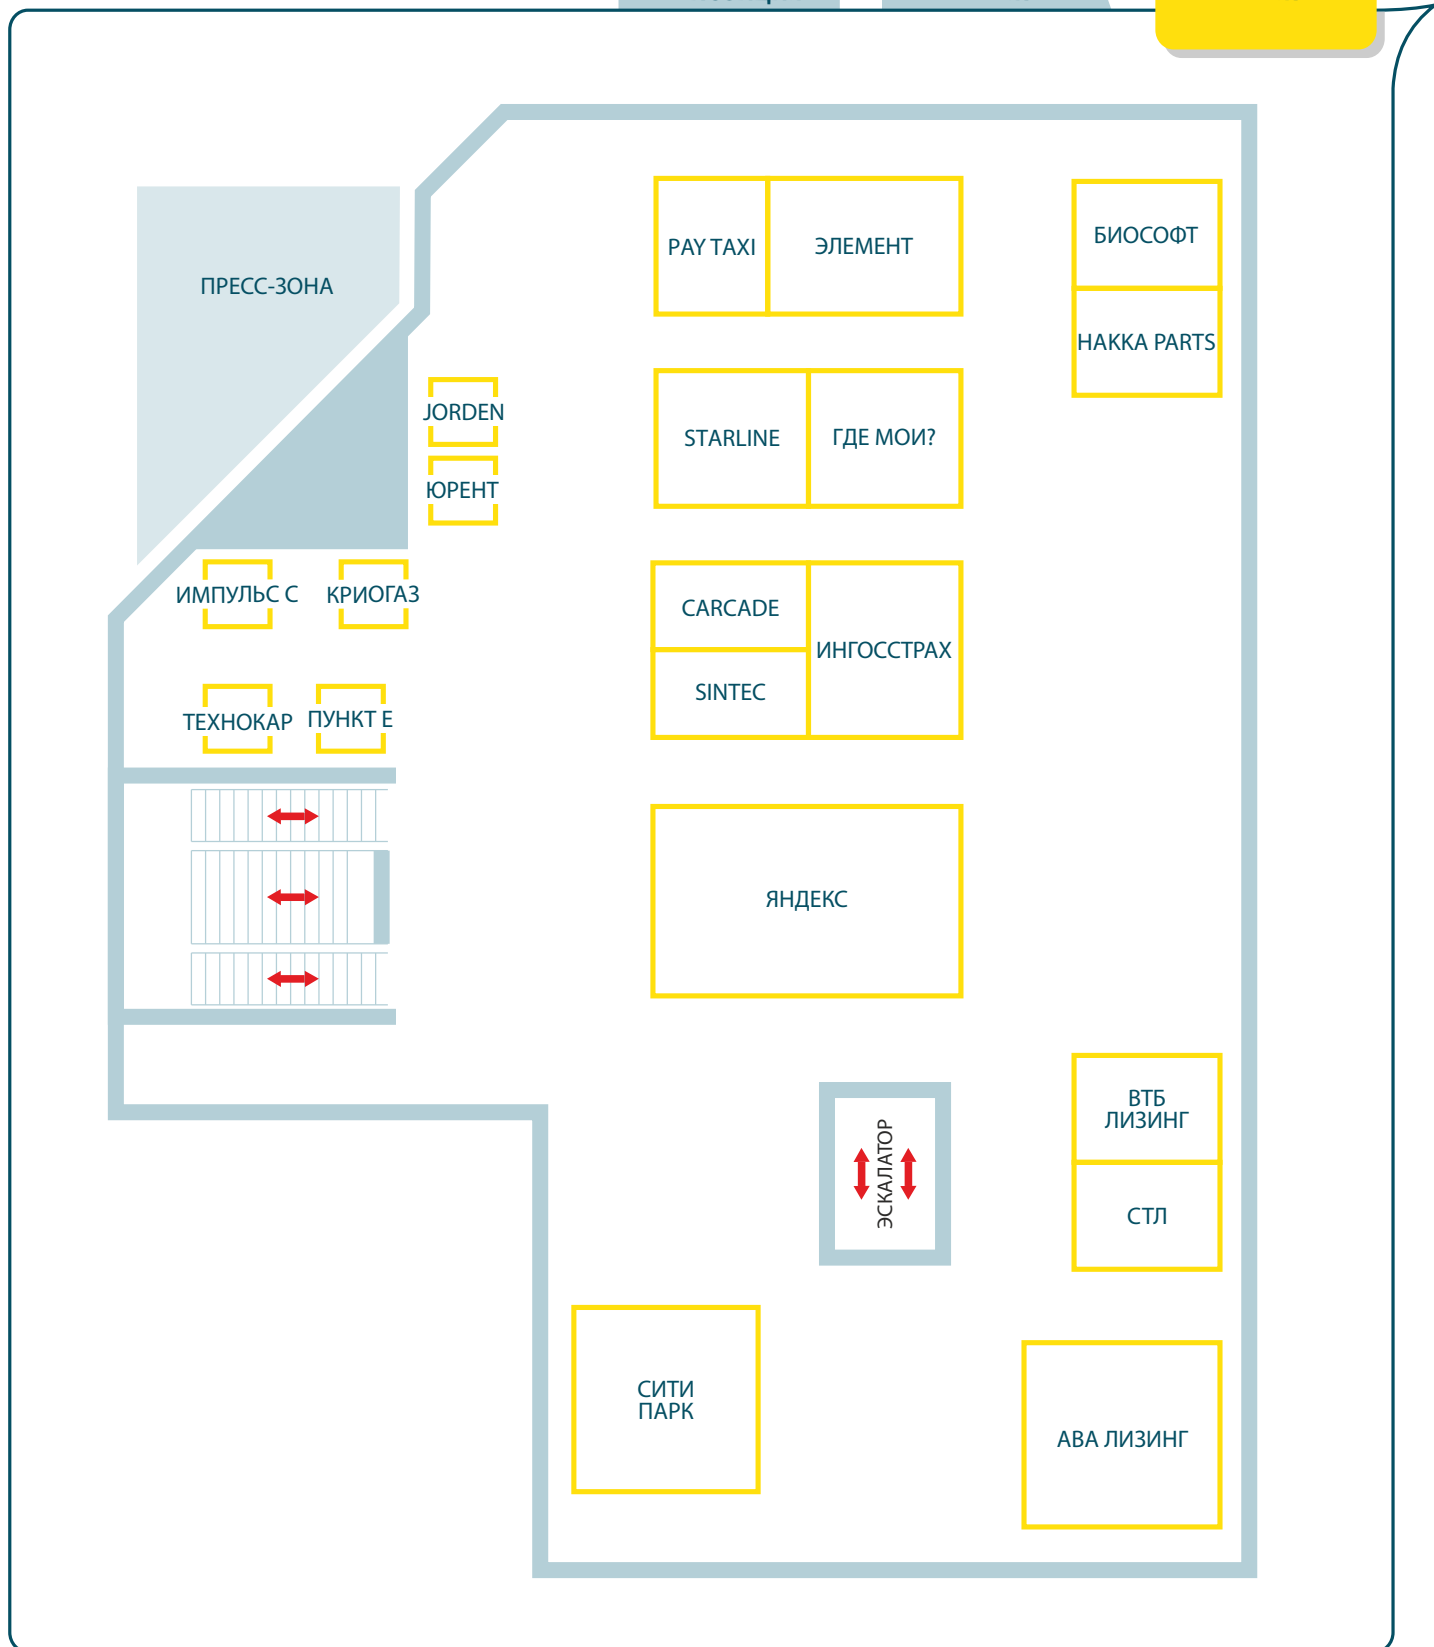 PAY TAXI
ЭЛЕМЕНТ
БИОСОФТ
ПРЕСС-ЗОНА
HAKKA PARTS
JORDEN
STARLINE
ГДЕ МОИ?
ЮРЕНТ
ИМПУЛЬС С
КРИОГАЗ
CARCADE
ИНГОССТРАХ
SINTEC
ТЕХНОКАР
ПУНКТ Е
ЯНДЕКС
ВТБ
ЛИЗИНГ
ЭСКАЛАТОР
СТЛ
СИТИ
ПАРК
АВА ЛИЗИНГ